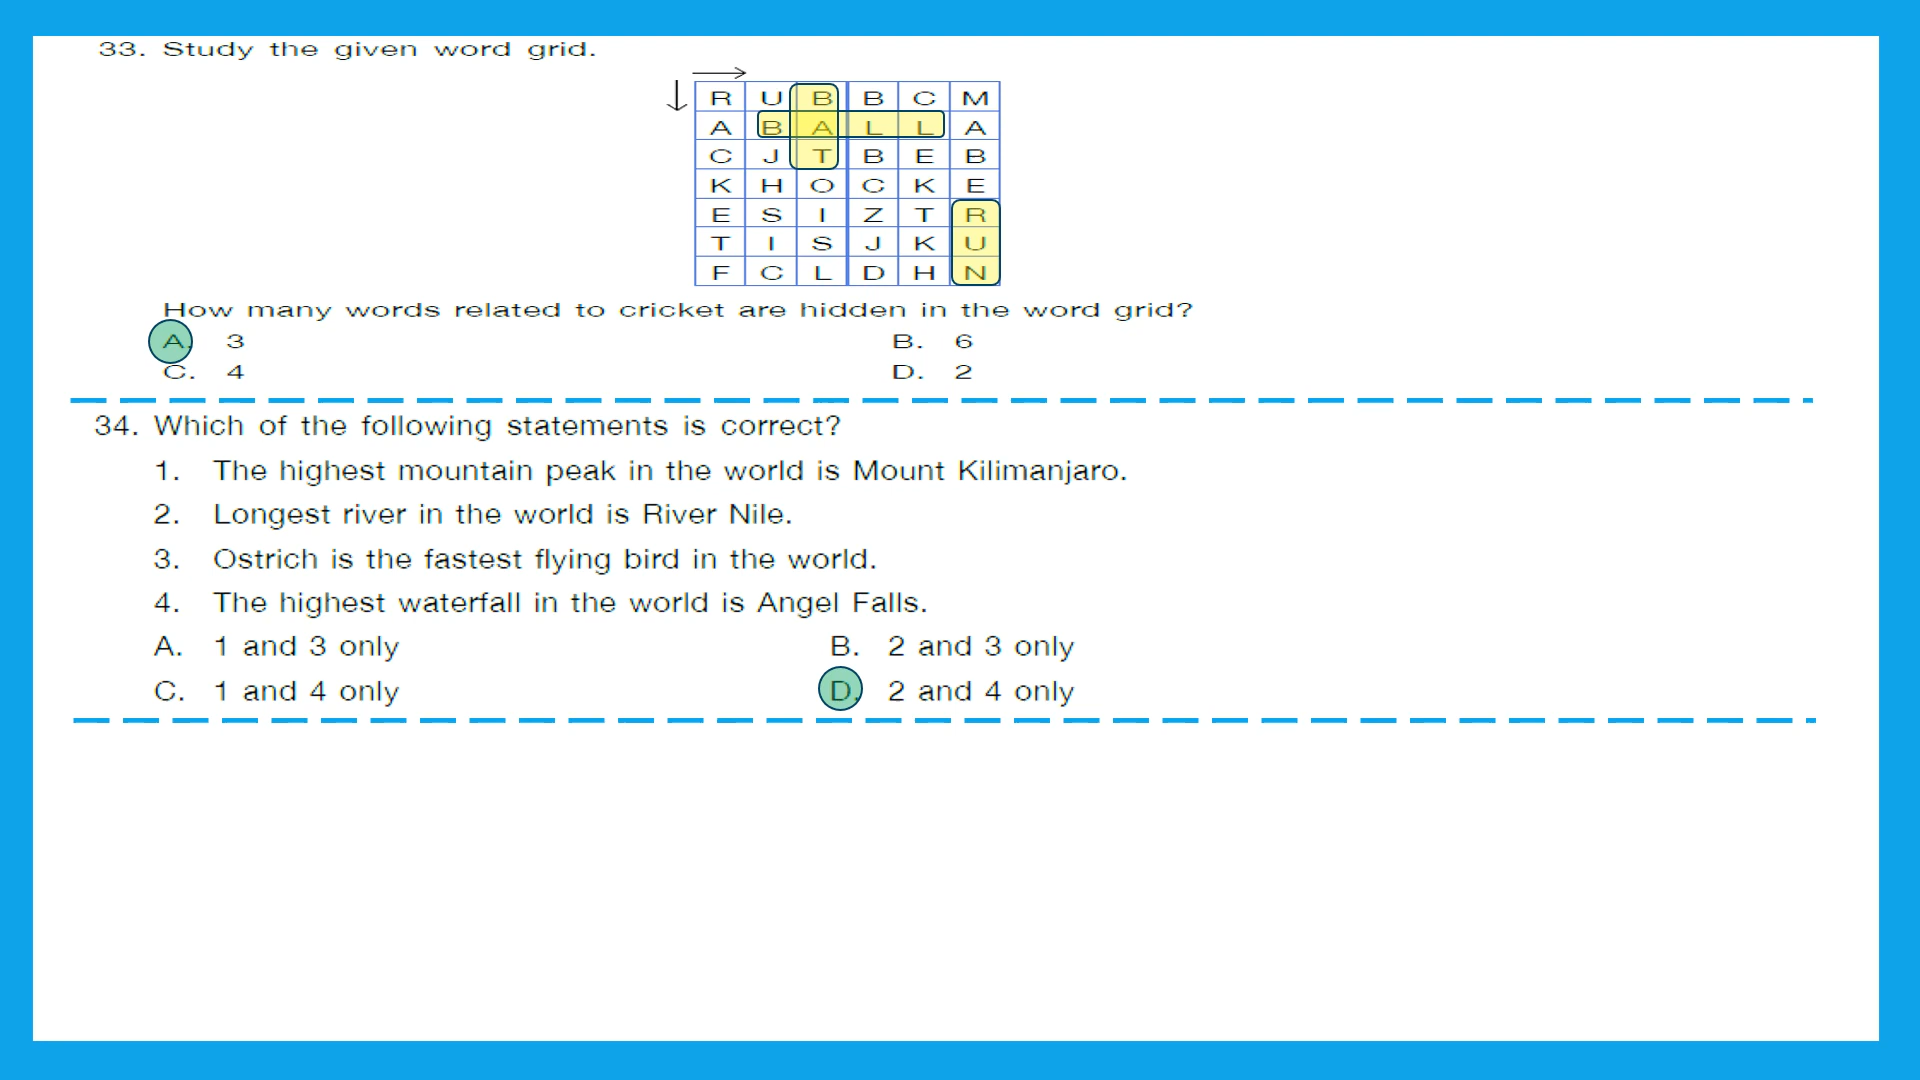 33. Study the given word grid.
R U B B C M
A B A L L A
C J T B E B
K H O C K E
E S I Z T R
T I S J K U
F C L D H N
How many words related to cricket are hidden in the word grid?
A. 3 B. 6
C. 4 D. 2
34. Which of the following statements is correct?
1. The highest mountain peak in the world is Mount Kilimanjaro.
2. Longest river in the world is River Nile.
3. Ostrich is the fastest flying bird in the world.
4. The highest waterfall in the world is Angel Falls.
A. 1 and 3 only B. 2 and 3 only
C. 1 and 4 only D. 2 and 4 only